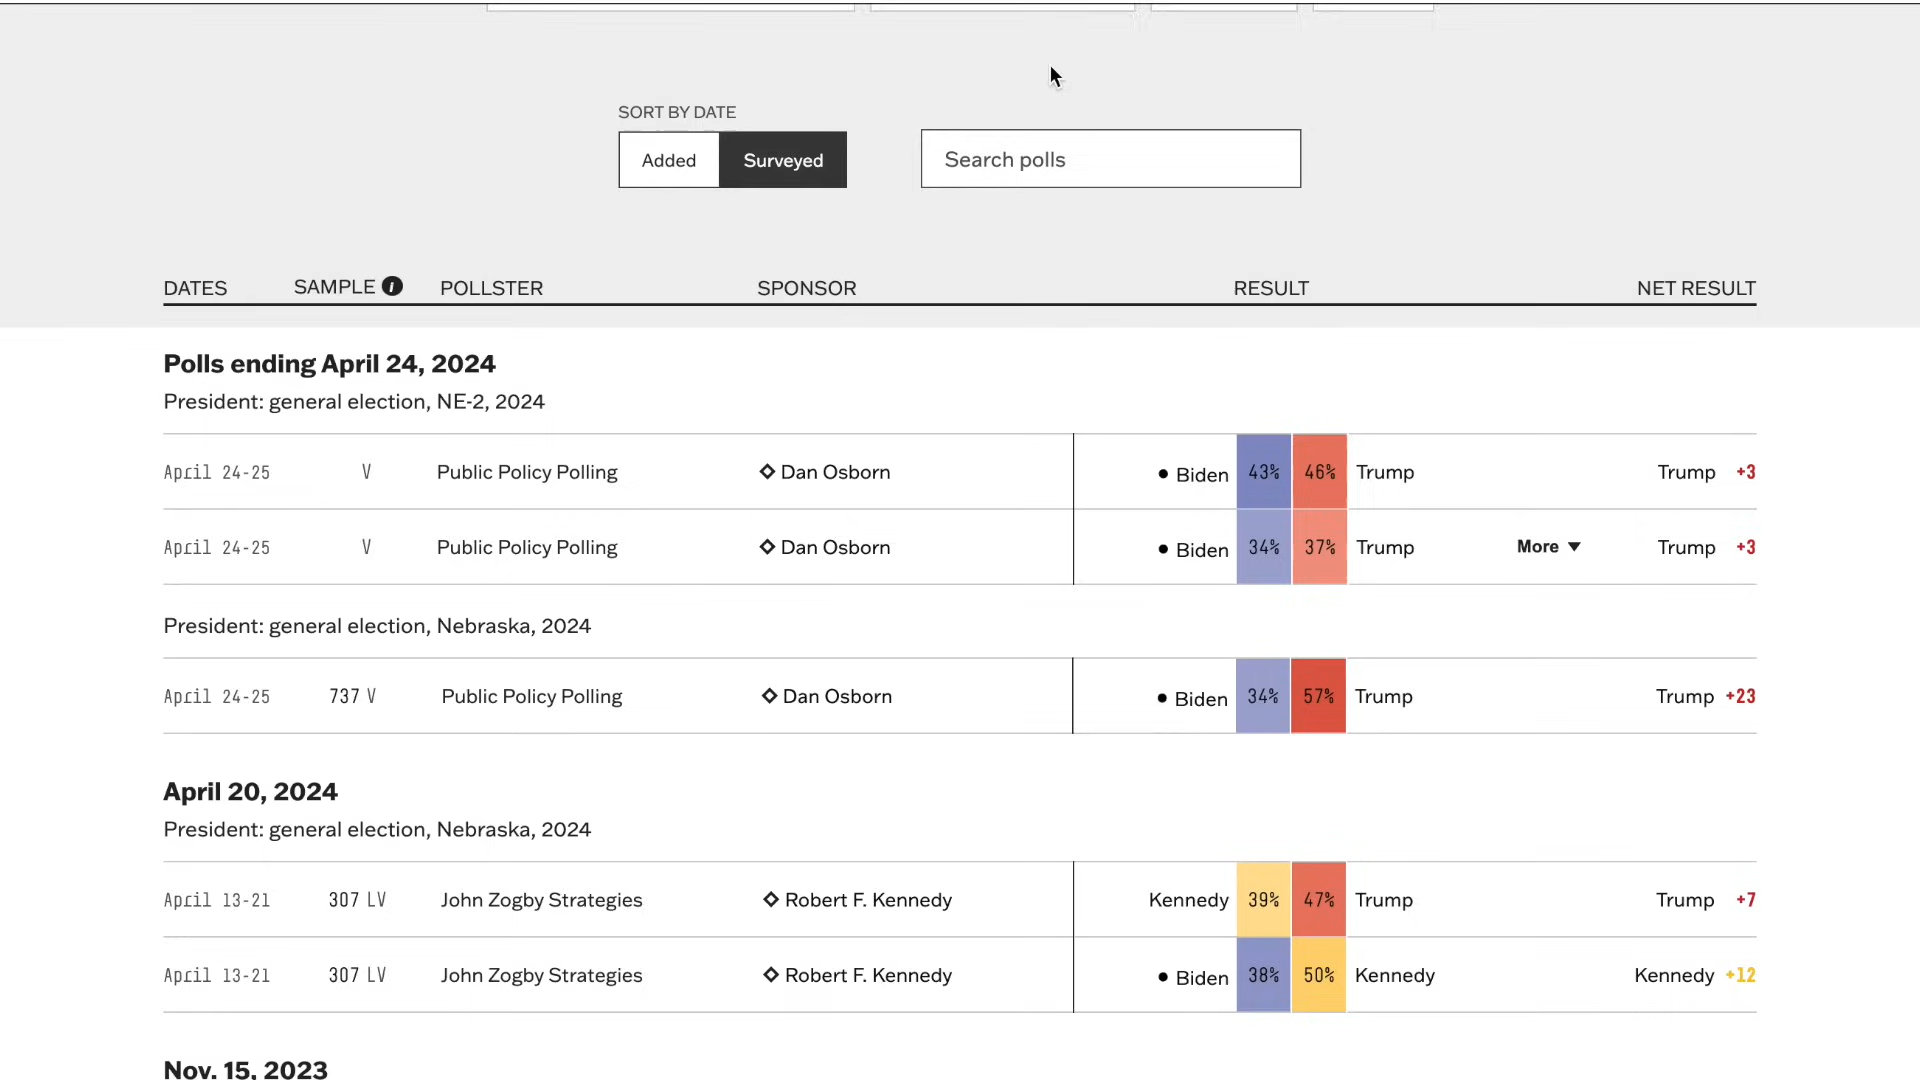 SORT BY DATE
Added Surveyed Search polls
DATES SAMPLE i POLLSTER SPONSOR RESULT NET RESULT
Polls ending April 24, 2024
President: general election, NE-2, 2024
April 24-25 V Public Policy Polling Dan Osborn Biden 43% 46% Trump Trump +3
April 24-25 V Public Policy Polling Dan Osborn Biden 34% 37% Trump More Trump +3
President: general election, Nebraska, 2024
April 24-25 737 V Public Policy Polling Dan Osborn Biden 34% 57% Trump Trump +23
April 20, 2024
President: general election, Nebraska, 2024
April 13-21 307 LV John Zogby Strategies Robert F. Kennedy Kennedy 39% 47% Trump Trump +7
April 13-21 307 LV John Zogby Strategies Robert F. Kennedy Biden 38% 50% Kennedy Kennedy +12
Nov. 15, 2023